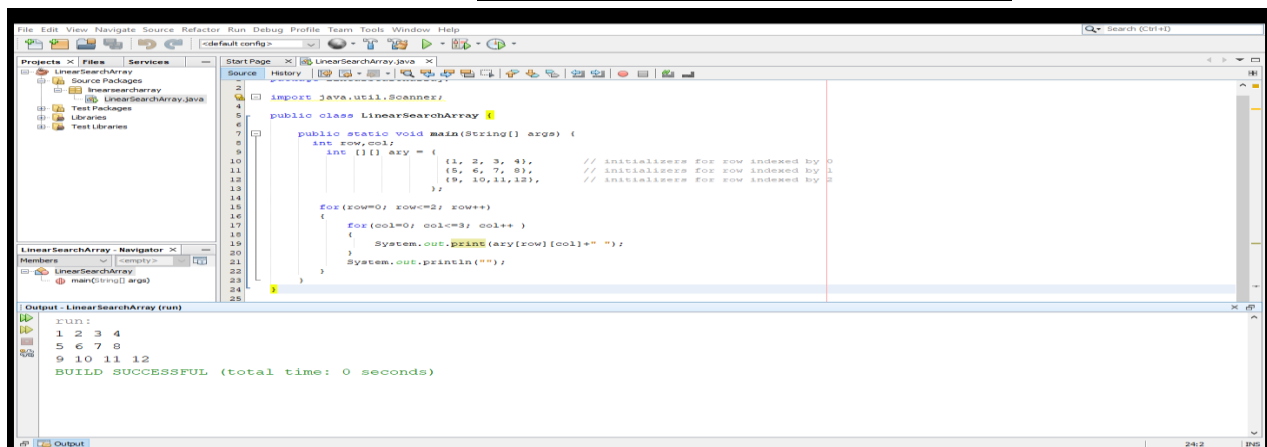 File Edit View Navigate Source Refactor Run Debug Profile Team Tools Window Help
Search (Ctrl+I)
<default config>
Projects Files Services
Start Page LinearSearchArray.java
LinearSearchArray
Source Packages
linearsearcharray
LinearSearchArray.java
Test Packages
Libraries
Test Libraries
Source History
2
3 import java.util.Scanner;
4
5 public class LinearSearchArray {
6
7 public static void main(String[] args) {
8 int row,col;
9 int [][] ary = {
10 {1, 2, 3, 4}, // initializers for row indexed by 0
11 {5, 6, 7, 8}, // initializers for row indexed by 1
12 {9, 10,11,12}, // initializers for row indexed by 2
13 };
14
15 for(row=0; row<=2; row++)
16 {
17 for(col=0; col<=3; col++ )
18 {
19 System.out.print(ary[row][col]+" ");
20 }
21 System.out.println("");
22 }
23 }
24 }
25
LinearSearchArray - Navigator
Members <empty>
LinearSearchArray
main(String[] args)
Output - LinearSearchArray (run)
run:
1 2 3 4
5 6 7 8
9 10 11 12
BUILD SUCCESSFUL (total time: 0 seconds)
Output
24:2 INS